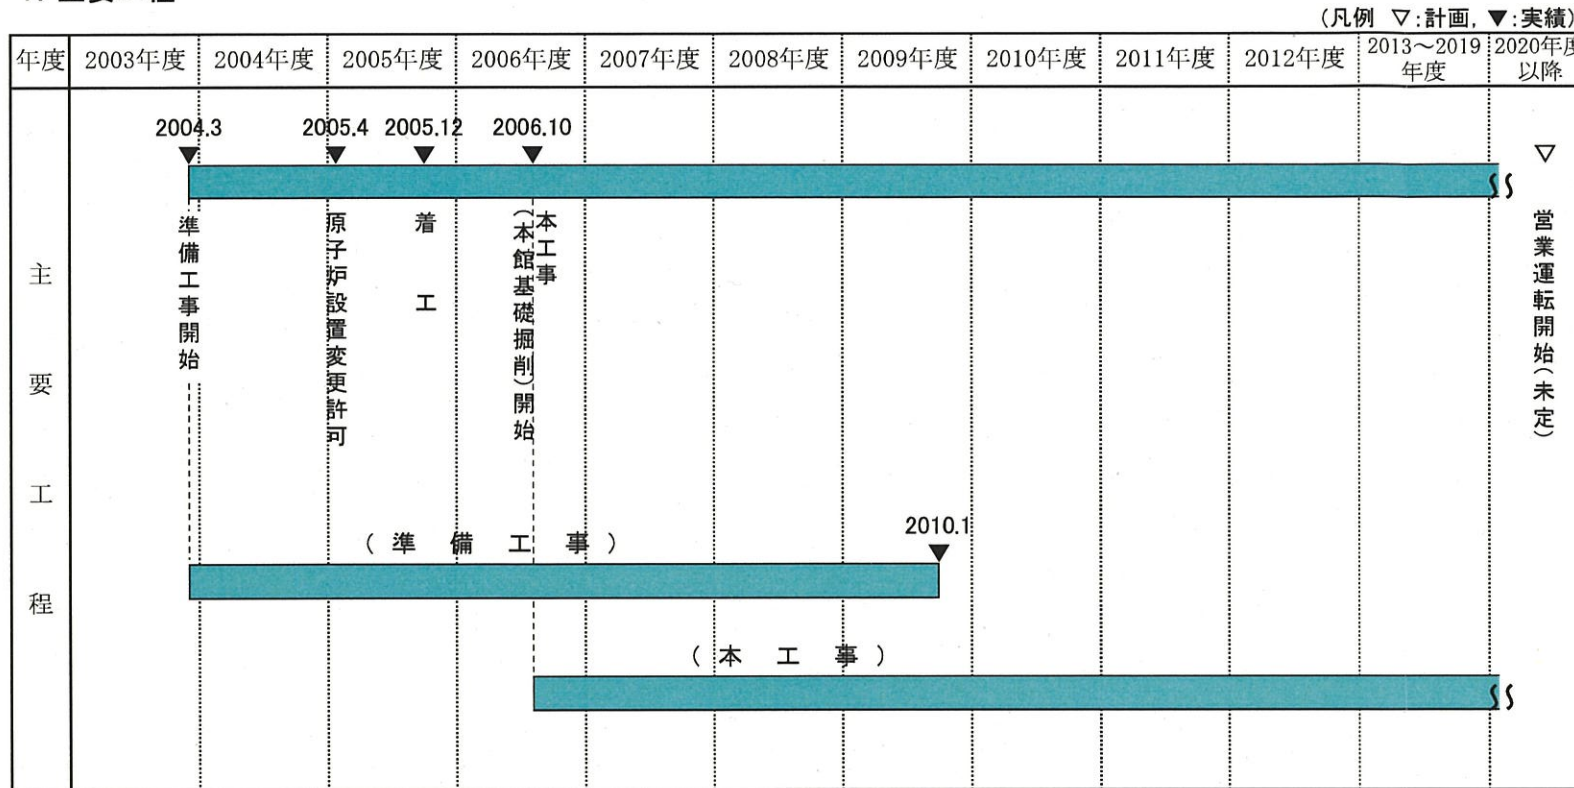 (凡例 ▽:計画, ▼:実績)
年度 2003年度 2004年度 2005年度 2006年度 2007年度 2008年度 2009年度 2010年度 2011年度 2012年度 2013～2019年度 2020年度以降
主要工程
2004.3 2005.4 2005.12 2006.10
▽
準備工事開始
原子炉設置変更許可
着工
本工事
(本館基礎掘削)開始
営業運転開始(未定)
(準備工事)
2010.1
(本工事)